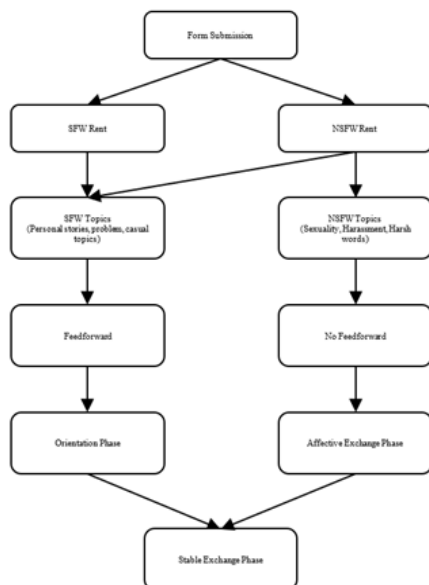 Form Submission
SFW Rent
NSFW Rent
SFW Topics
(Personal stories, problem, casual
topics)
NSFW Topics
(Sexuality, Harassment, Harsh
words)
Feedforward
No Feedforward
Orientation Phase
Affective Exchange Phase
Stable Exchange Phase